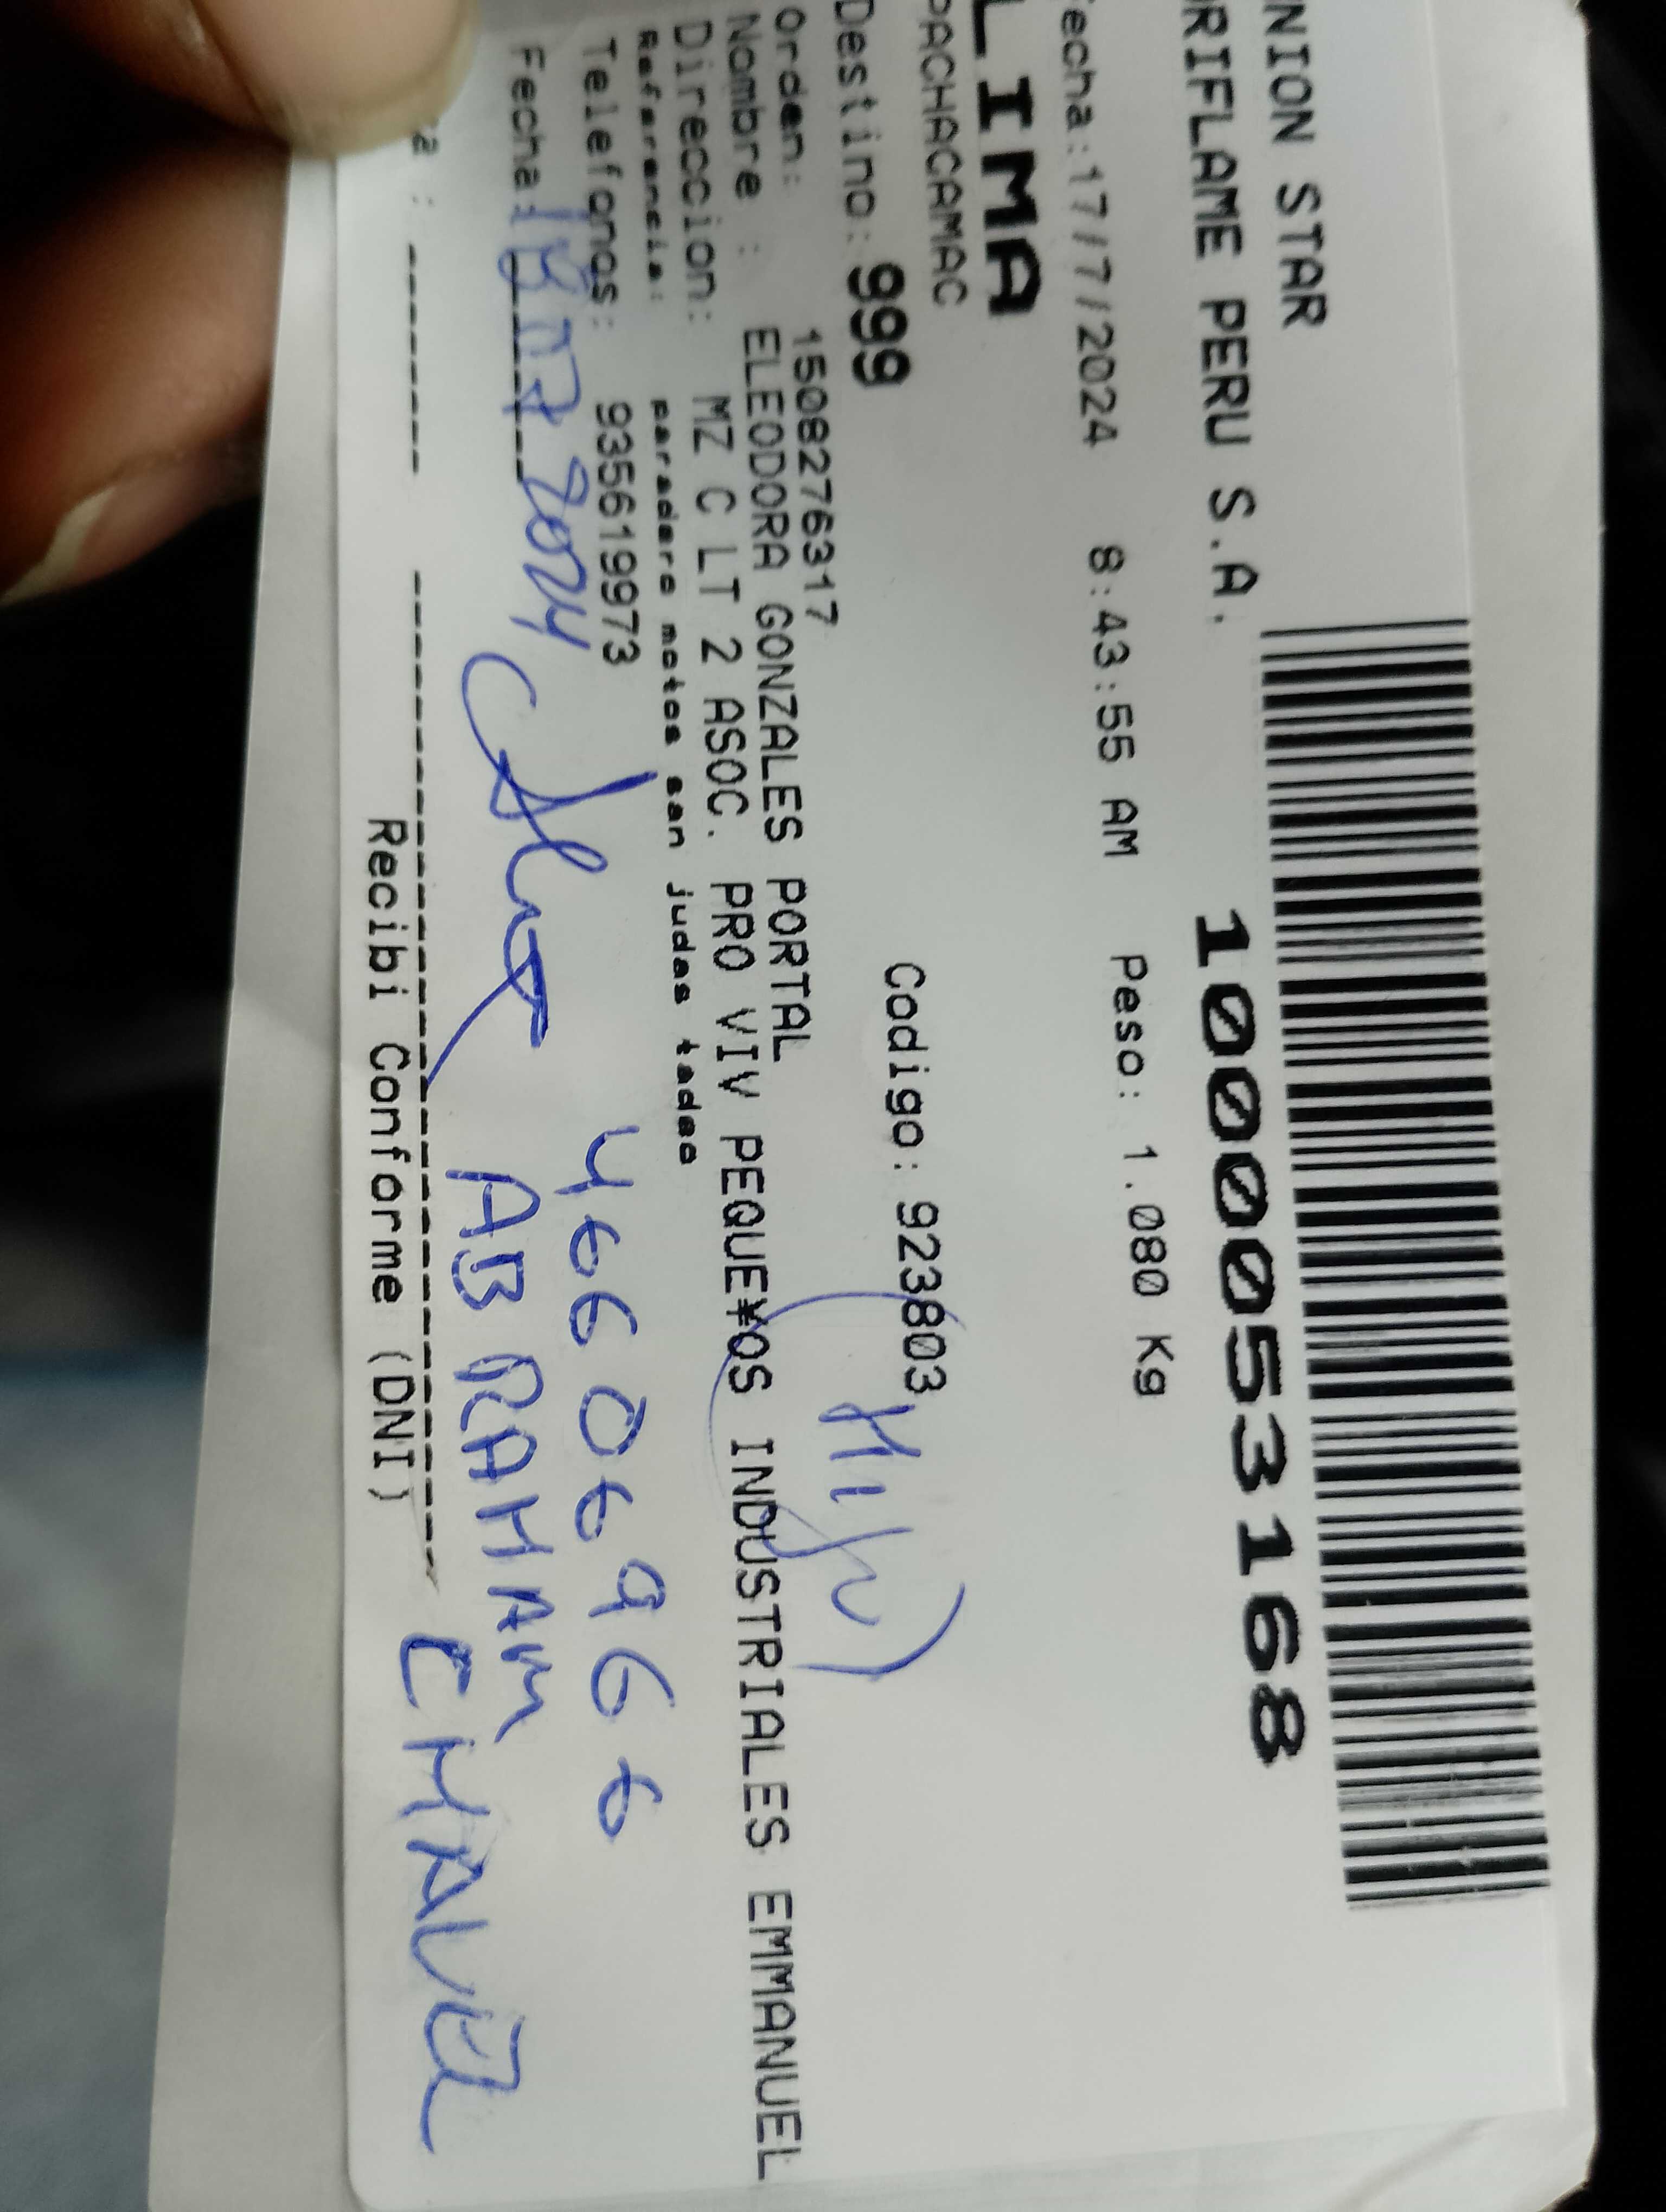 NION STAR
RIFLAME PERU S.A.
10000053168
echa:17/7/2024 8:43:55 AM Peso: 1.080 Kg
LIMA
PACHACAMAC
Destino: 999 Codigo: 923803
(Hijo)
Orden: 1508276317
Nombre : ELEODORA GONZALES PORTAL
Direccion: MZ C LT 2 ASOC. PRO VIV PEQUE¥OS INDUSTRIALES EMMANUEL
Referencia: paradero motos san judas tadeo
Telefonos: 935619973
46606966
Fecha: 18 07 2024
ABRAHAM
CHAVEZ
a :
Recibi Conforme (DNI)